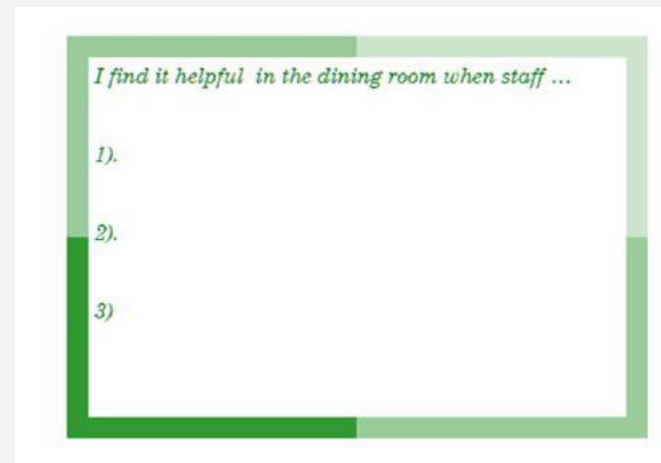 I find it helpful  in the dining room when staff ...
1).
2).
3)